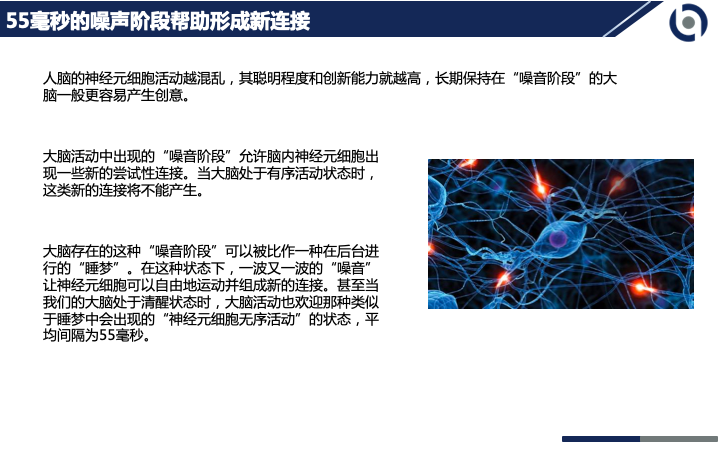 55毫秒的噪声阶段帮助形成新连接
人脑的神经元细胞活动越混乱，其聪明程度和创新能力就越高，长期保持在“噪音阶段”的大
脑一般更容易产生创意。
大脑活动中出现的“噪音阶段”允许脑内神经元细胞出
现一些新的尝试性连接。当大脑处于有序活动状态时，
这类新的连接将不能产生。
大脑存在的这种“噪音阶段”可以被比作一种在后台进
行的“睡梦”。在这种状态下，一波又一波的“噪音”
让神经元细胞可以自由地运动并组成新的连接。甚至当
我们的大脑处于清醒状态时，大脑活动也欢迎那种类似
于睡梦中会出现的“神经元细胞无序活动”的状态，平
均间隔为55毫秒。